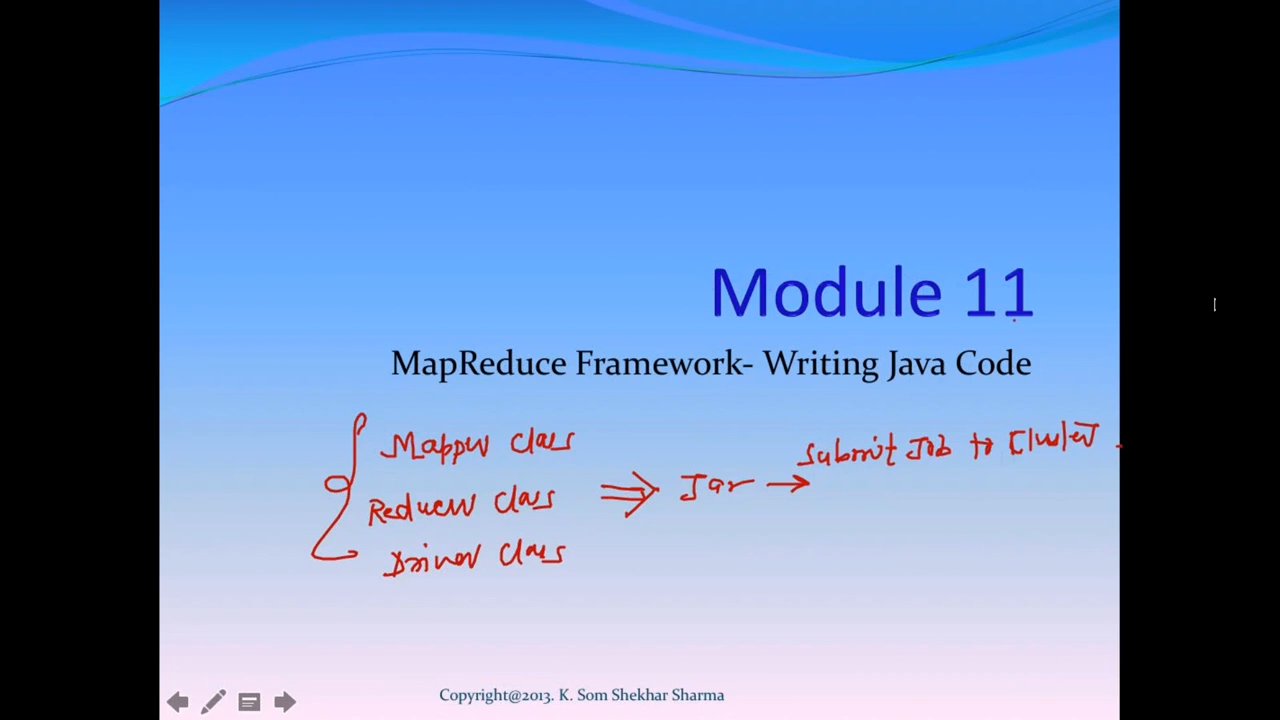 Module 11
MapReduce Framework- Writing Java Code
Mapper class
Reducer class
Driver class
⇒ Jar →
Submit Job to Cluster.
Copyright@2013. K. Som Shekhar Sharma